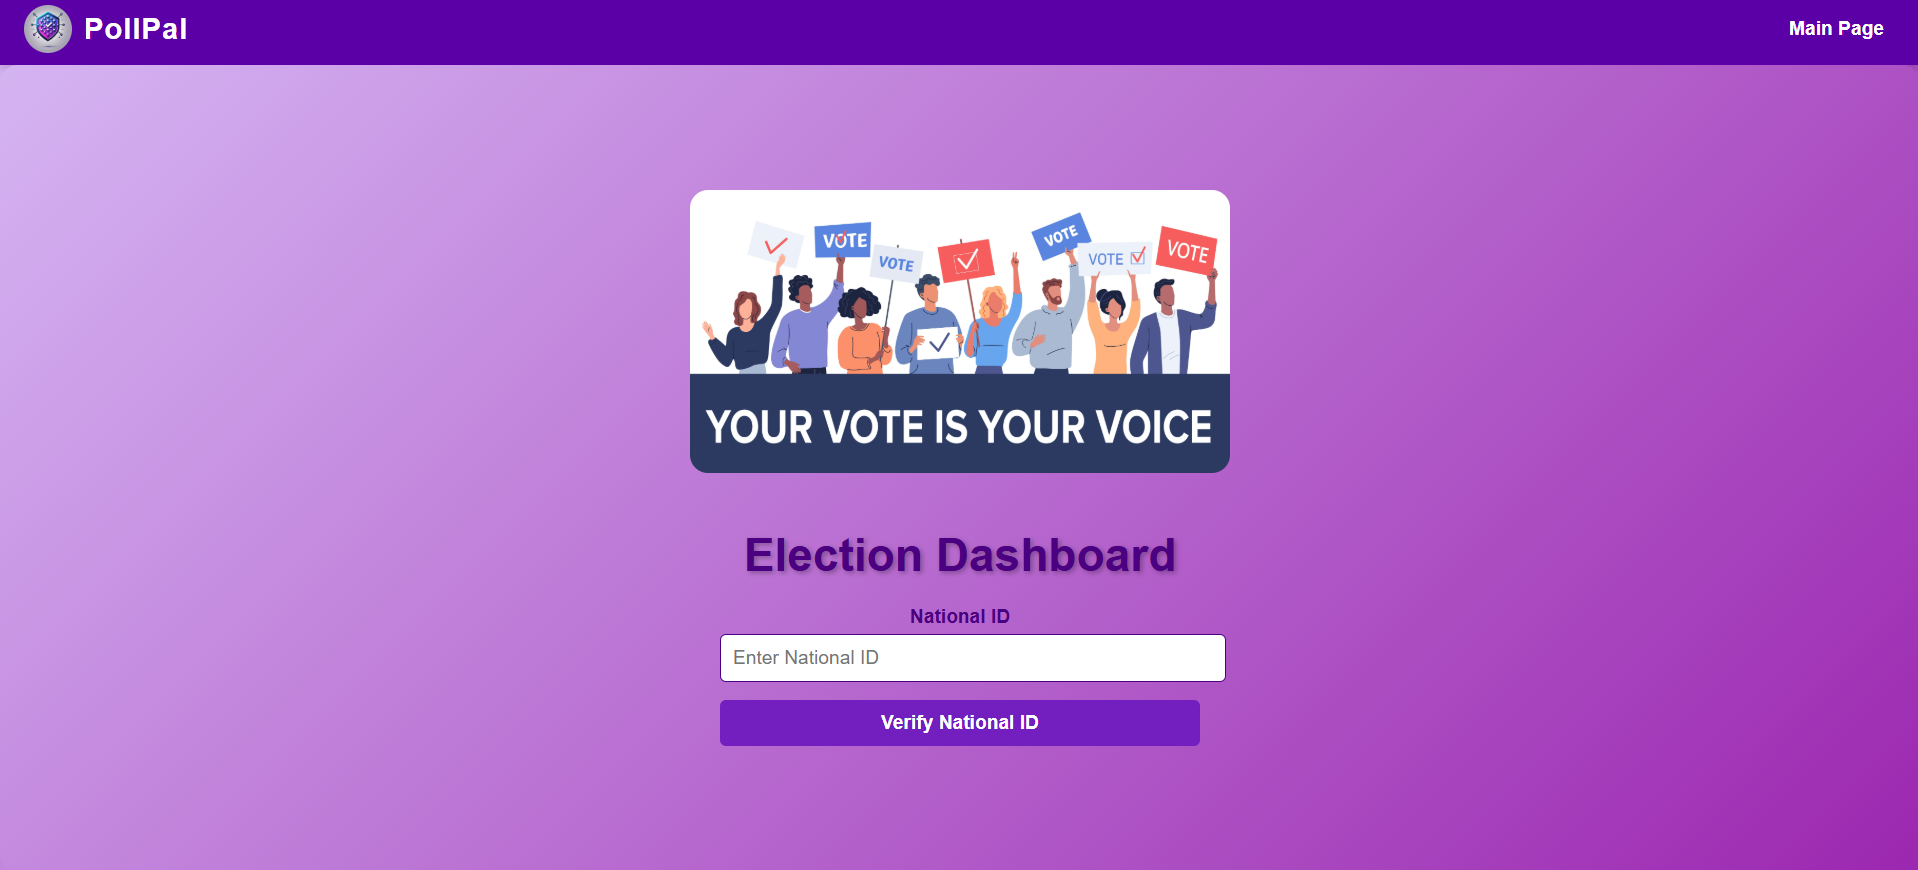 PollPal
Main Page
VOTE
VOTE
VOTE
VOTE
VOTE
YOUR VOTE IS YOUR VOICE
Election Dashboard
National ID
Enter National ID
Verify National ID